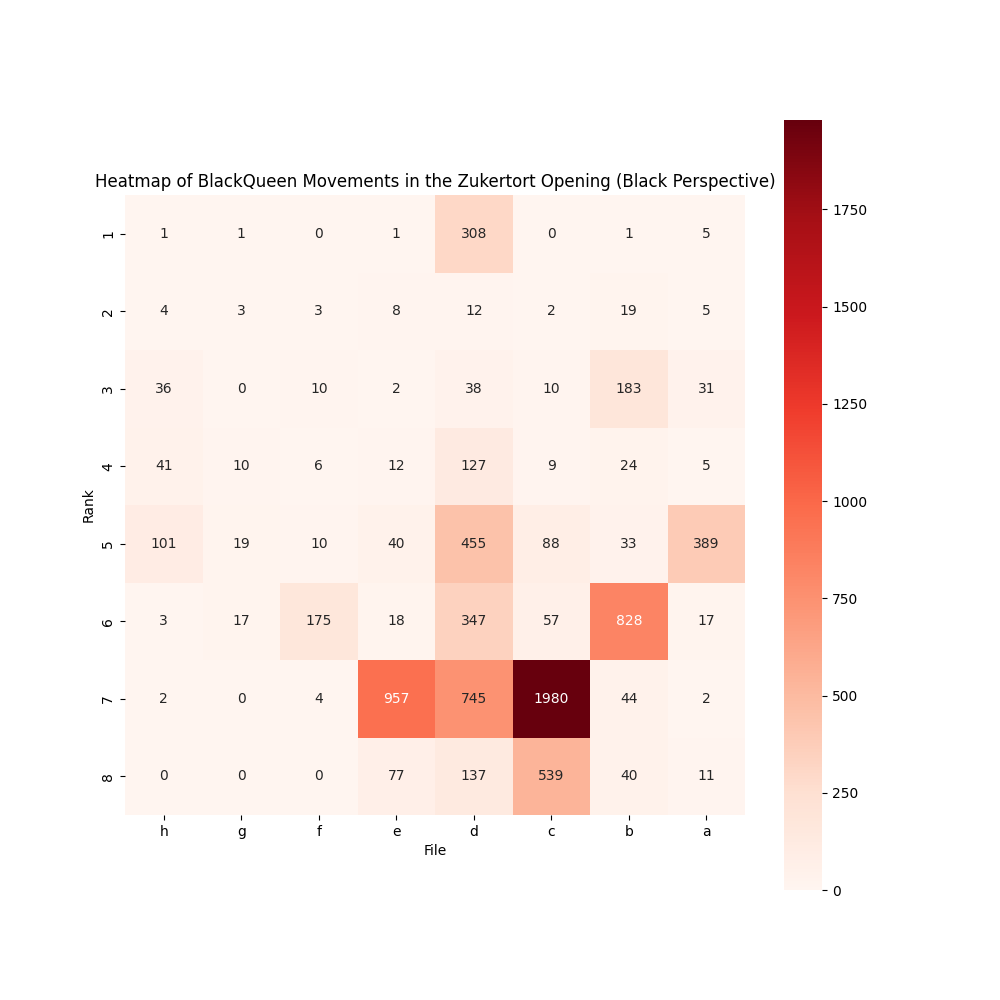 Heatmap of BlackQueen Movements in the Zukertort Opening (Black Perspective)
1 1 1 0 1 308 0 1 5
2 4 3 3 8 12 2 19 5
3 36 0 10 2 38 10 183 31
4 41 10 6 12 127 9 24 5
Rank
5 101 19 10 40 455 88 33 389
6 3 17 175 18 347 57 828 17
7 2 0 4 957 745 1980 44 2
8 0 0 0 77 137 539 40 11
h g f e d c b a
File
1750
1500
1250
1000
750
500
250
0